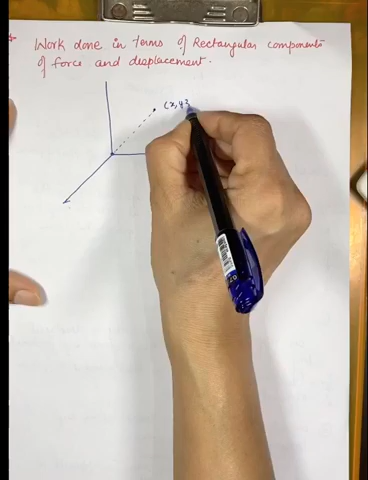 Work done in terms of Rectangular components
of force and displacement.
(x,y,z